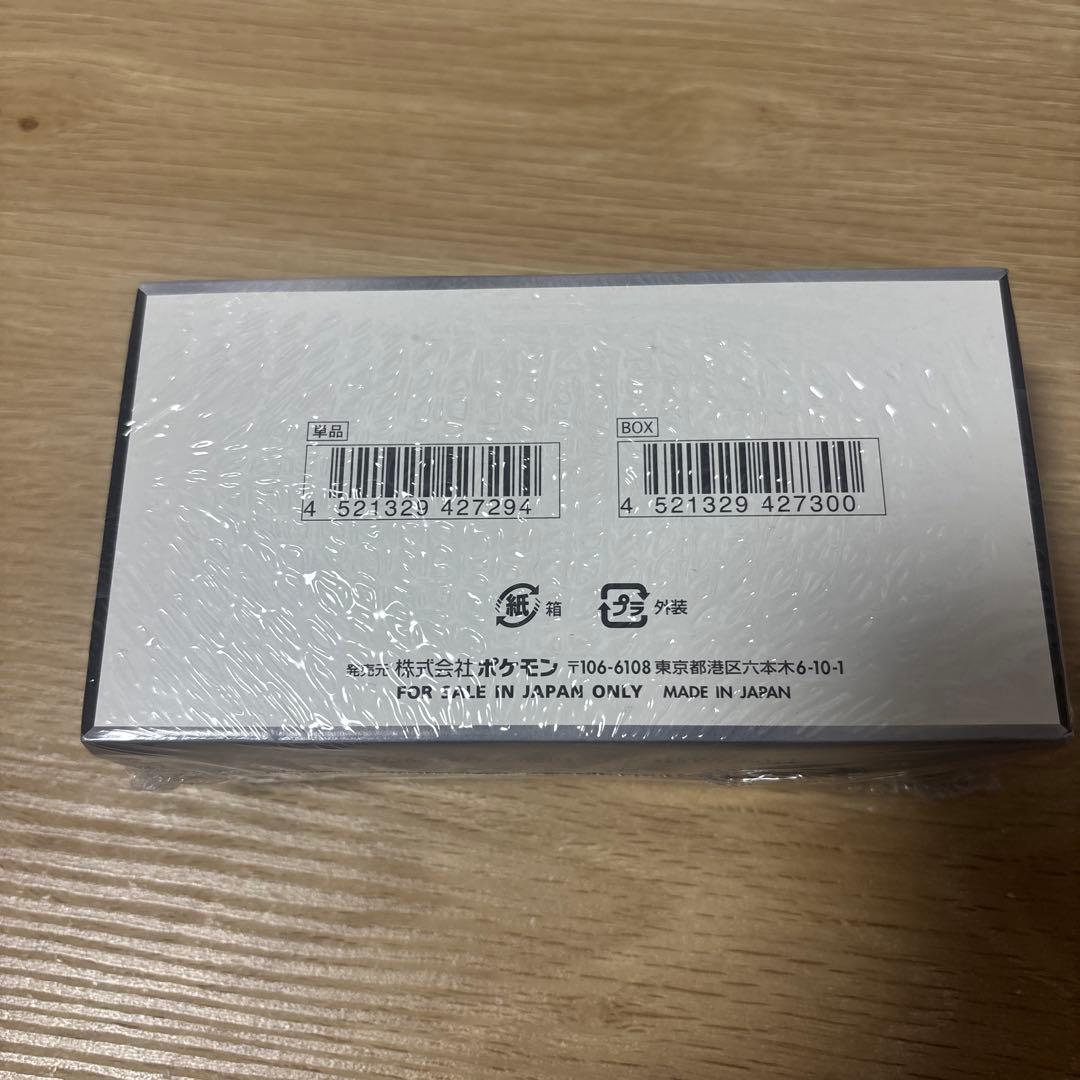 単品
BOX
4 521329 427294
4 521329 427300
紙 箱
プラ 外装
発売元 株式会社 ポケモン 〒106-6108 東京都港区六本木6-10-1
FOR SALE IN JAPAN ONLY MADE IN JAPAN